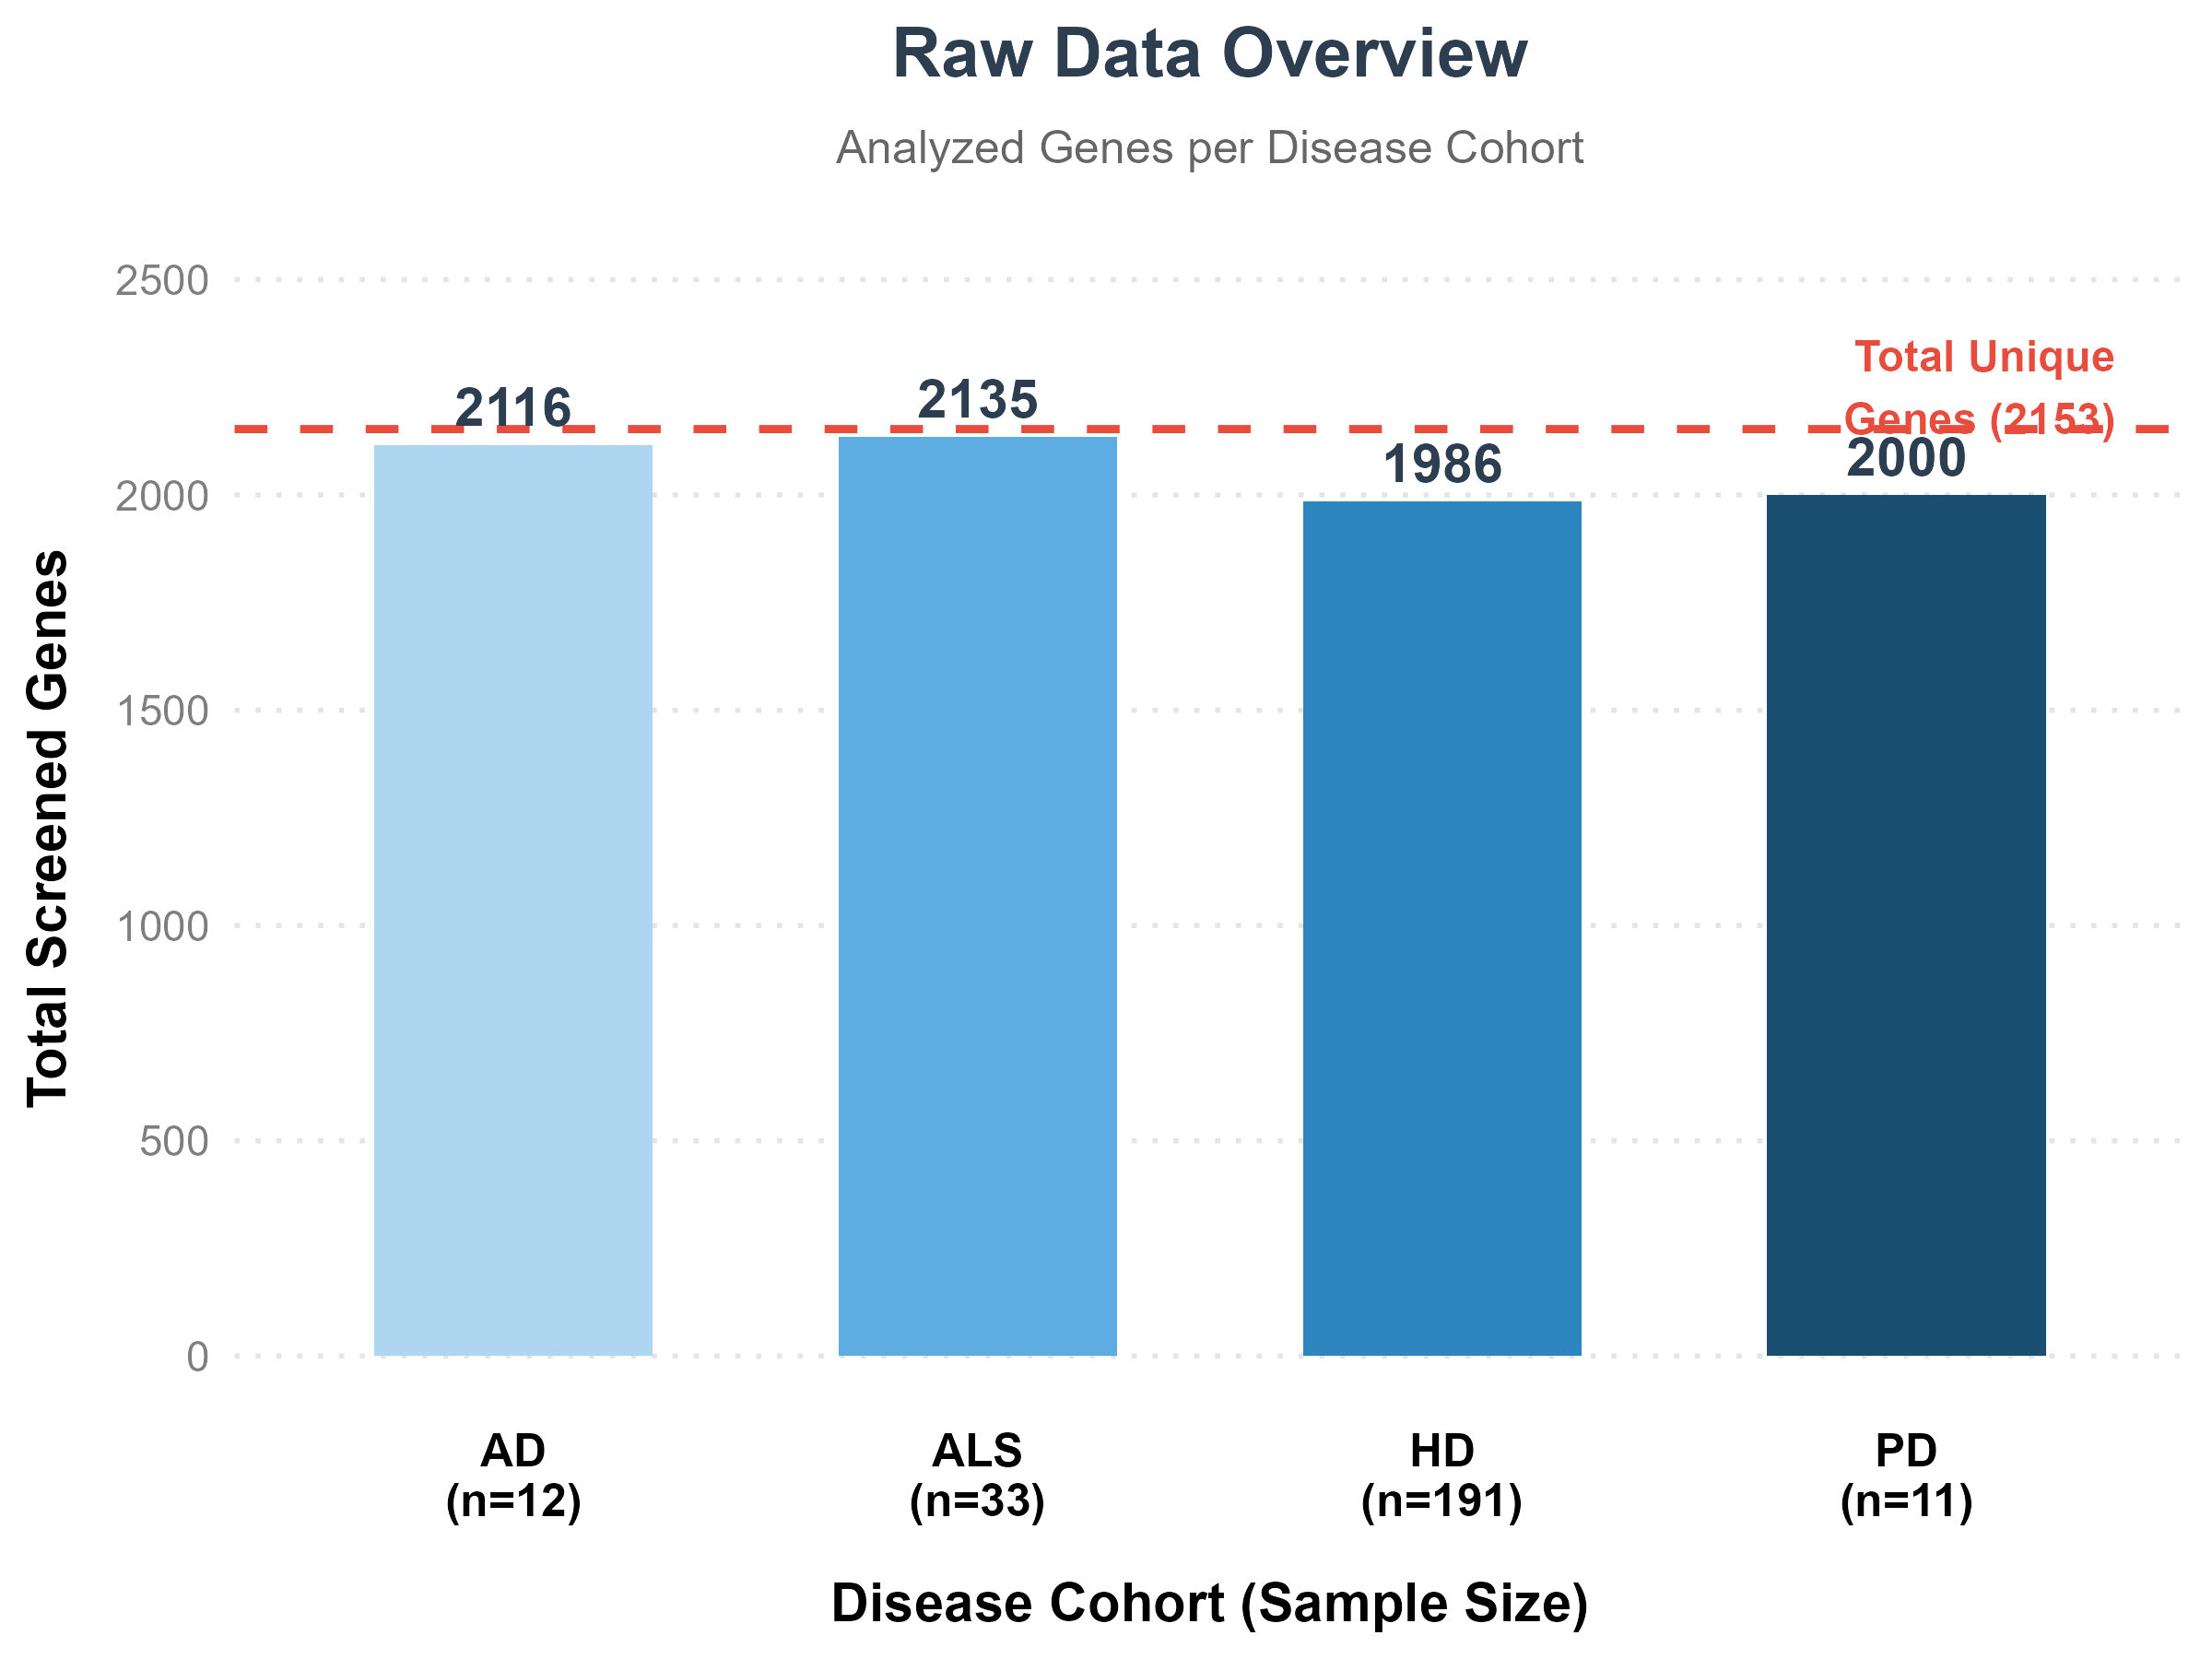 Raw Data Overview
Analyzed Genes per Disease Cohort
2500
Total Unique
Genes (2153)
2116
2135
1986
2000
2000
1500
1000
500
0
Total Screened Genes
AD
(n=12)
ALS
(n=33)
HD
(n=191)
PD
(n=11)
Disease Cohort (Sample Size)